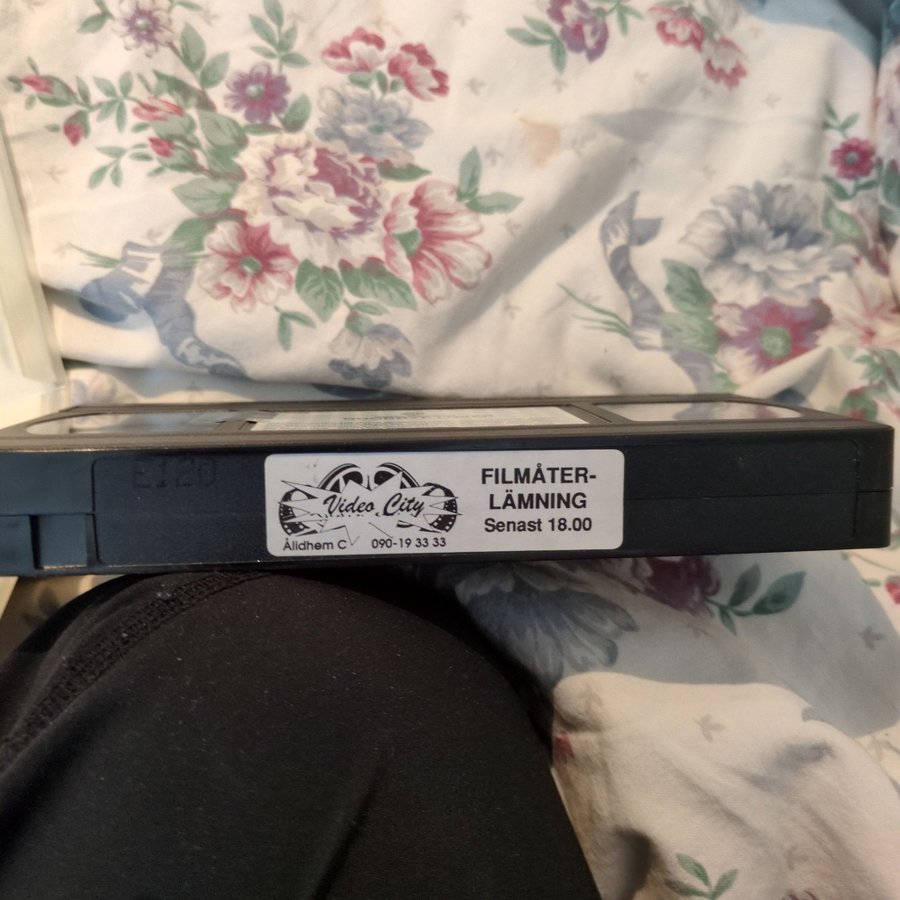 E120
Video City
Ålidhem C 090-19 33 33
FILMÅTER-
LÄMNING
Senast 18.00